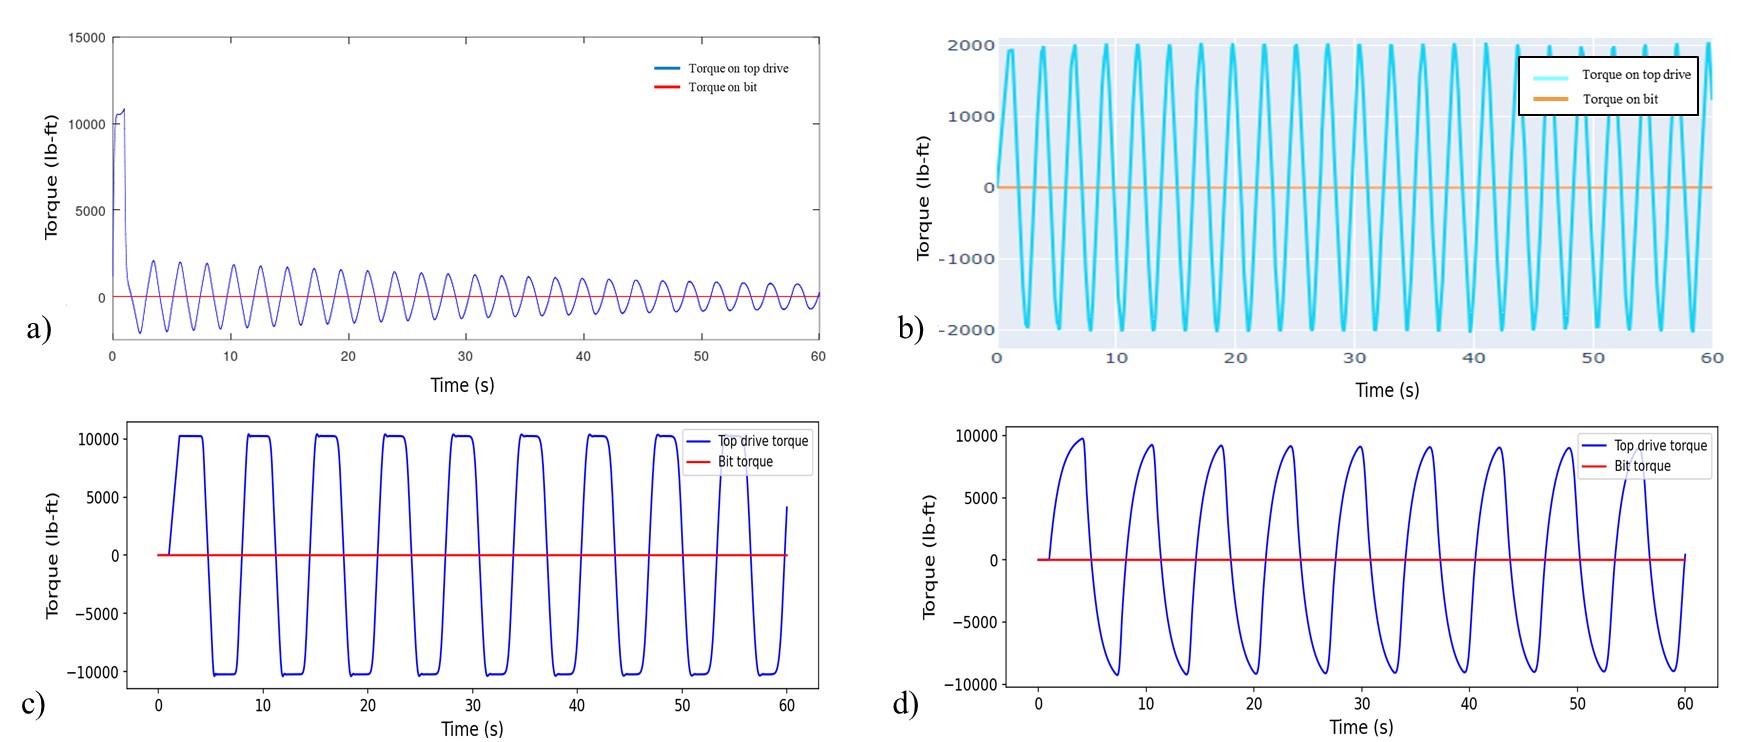 15000
10000
5000
0
Torque (lb-ft)
Torque on top drive
Torque on bit
a)
0 10 20 30 40 50 60
Time (s)
2000
1000
0
-1000
-2000
Torque (lb-ft)
Torque on top drive
Torque on bit
b)
0 10 20 30 40 50 60
Time (s)
10000
5000
0
−5000
−10000
Torque (lb-ft)
Top drive torque
Bit torque
c)
0 10 20 30 40 50 60
Time (s)
10000
5000
0
−5000
−10000
Torque (lb-ft)
Top drive torque
Bit torque
d)
0 10 20 30 40 50 60
Time (s)